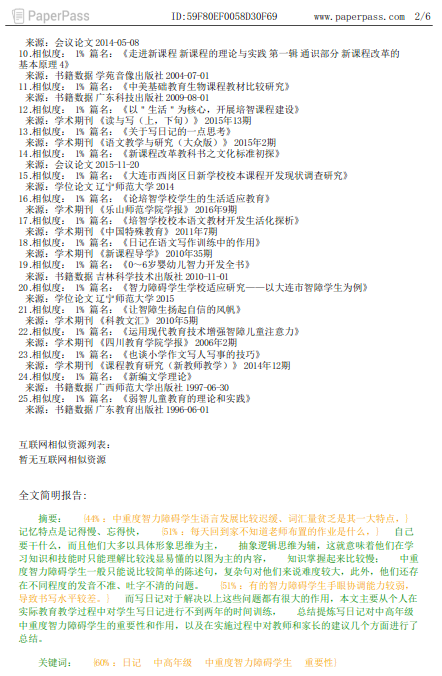 PaperPass ID:59F80EF0058D30F69 www.paperpass.com 2/6
来源：会议论文 2014-05-08
10.相似度： 1% 篇名：《走进新课程 新课程的理论与实践 第一辑 通识部分 新课程改革的
基本原理 4》
来源：书籍数据 学苑音像出版社 2004-07-01
11.相似度： 1% 篇名：《中美基础教育生物课程教材比较研究》
来源：书籍数据 广东科技出版社 2009-08-01
12.相似度： 1% 篇名：《以＂生活＂为核心，开展培智课程建设》
来源：学术期刊 《读与写（上，下旬）》 2015年13期
13.相似度： 1% 篇名：《关于写日记的一点思考》
来源：学术期刊 《语文教学与研究（大众版）》 2015年2期
14.相似度： 1% 篇名：《新课程改革教科书之文化标准初探》
来源：会议论文 2015-11-20
15.相似度： 1% 篇名：《大连市西岗区日新学校校本课程开发现状调查研究》
来源：学位论文 辽宁师范大学 2014
16.相似度： 1% 篇名：《论培智学校学生的生活适应教育》
来源：学术期刊 《乐山师范学院学报》 2016年9期
17.相似度： 1% 篇名：《培智学校校本语文教材开发生活化探析》
来源：学术期刊 《中国特殊教育》 2011年7期
18.相似度： 1% 篇名：《日记在语文写作训练中的作用》
来源：学术期刊 《新课程导学》 2010年35期
19.相似度： 1% 篇名：《0～6岁婴幼儿智力开发全书》
来源：书籍数据 吉林科学技术出版社 2010-11-01
20.相似度： 1% 篇名：《智力障碍学生学校适应研究——以大连市智障学生为例》
来源：学位论文 辽宁师范大学 2015
21.相似度： 1% 篇名：《让智障生扬起自信的风帆》
来源：学术期刊 《科教文汇》 2010年5期
22.相似度： 1% 篇名：《运用现代教育技术增强智障儿童注意力》
来源：学术期刊 《四川教育学院学报》 2006年2期
23.相似度： 1% 篇名：《也谈小学作文写人写事的技巧》
来源：学术期刊 《课程教育研究（新教师教学）》 2014年12期
24.相似度： 1% 篇名：《新编文学理论》
来源：书籍数据 广西师范大学出版社 1997-06-30
25.相似度： 1% 篇名：《弱智儿童教育的理论和实践》
来源：书籍数据 广东教育出版社 1996-06-01
互联网相似资源列表：
暂无互联网相似资源
全文简明报告：
摘要： {44%：中重度智力障碍学生语言发展比较迟缓、词汇量贫乏是其一大特点，}
记忆特点是记得慢、忘得快， {51%：每天回到家不知道老师布置的作业是什么，} 自己
要干什么，而且他们大多以具体形象思维为主， 抽象逻辑思维为辅，这就意味着他们在学
习知识和技能时只能理解比较浅显易懂的以图为主的内容， 知识掌握起来比较慢； 中重
度智力障碍学生一般只能说比较简单的陈述句，复杂句对他们来说难度较大，此外，他们还存
在不同程度的发音不准、吐字不清的问题。 {51%：有的智力障碍学生手眼协调能力较弱，
导致书写水平较差。} 而写日记对于解决以上这些问题都有很大的作用，本文主要从个人在
实际教育教学过程中对学生写日记进行不到两年的时间训练， 总结提炼写日记对中高年级
中重度智力障碍学生的重要性和作用，以及在实施过程中对教师和家长的建议几个方面进行了
总结。
关键词： {60%：日记 中高年级 中重度智力障碍学生 重要性}